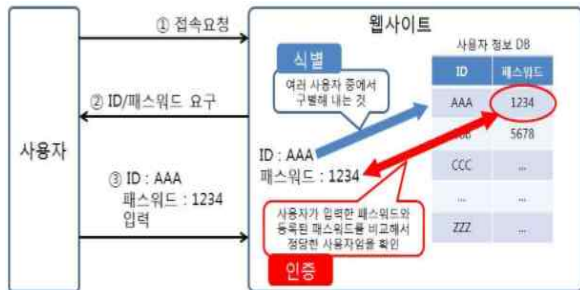 ① 접속요청
② ID/패스워드 요구
사용자
③ ID : AAA
패스워드 : 1234
입력
웹사이트
식별
여러 사용자 중에서
구별해 내는 것
ID : AAA
패스워드 : 1234
사용자가 입력한 패스워드와
등록된 패스워드를 비교해서
정당한 사용자임을 확인
인증
사용자 정보 DB
ID 패스워드
AAA 1234
5678
CCC ...
... ...
ZZZ ...